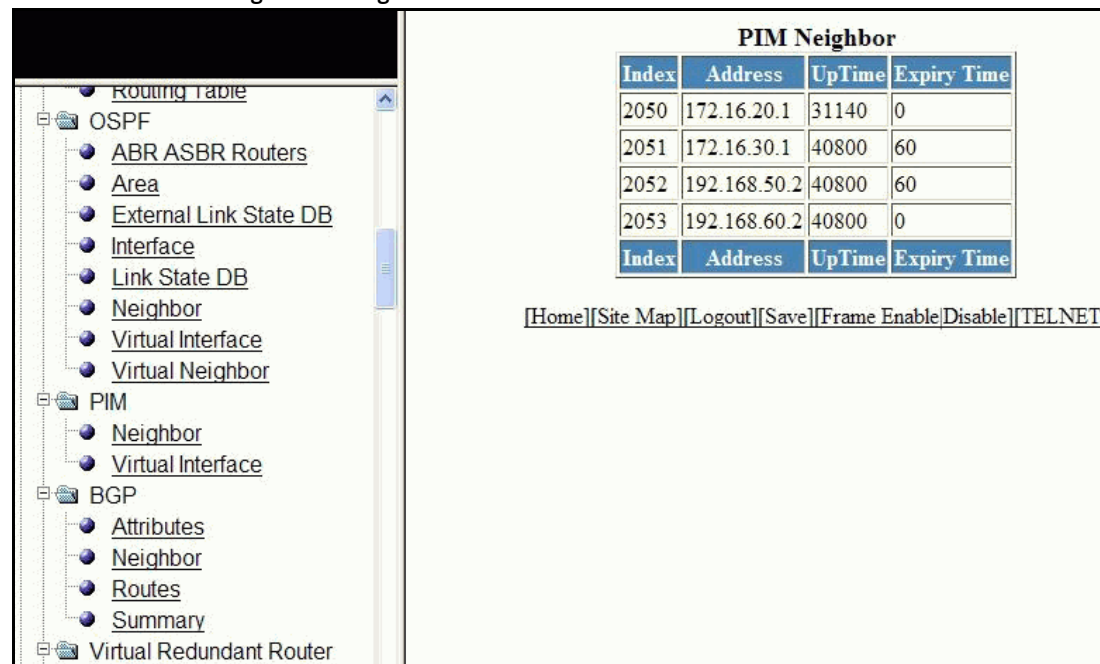 Routing Table
OSPF
ABR ASBR Routers
Area
External Link State DB
Interface
Link State DB
Neighbor
Virtual Interface
Virtual Neighbor
PIM
Neighbor
Virtual Interface
BGP
Attributes
Neighbor
Routes
Summary
Virtual Redundant Router
PIM Neighbor
Index Address UpTime Expiry Time
2050 172.16.20.1 31140 0
2051 172.16.30.1 40800 60
2052 192.168.50.2 40800 60
2053 192.168.60.2 40800 0
Index Address UpTime Expiry Time
[Home][Site Map][Logout][Save][Frame Enable|Disable][TELNET